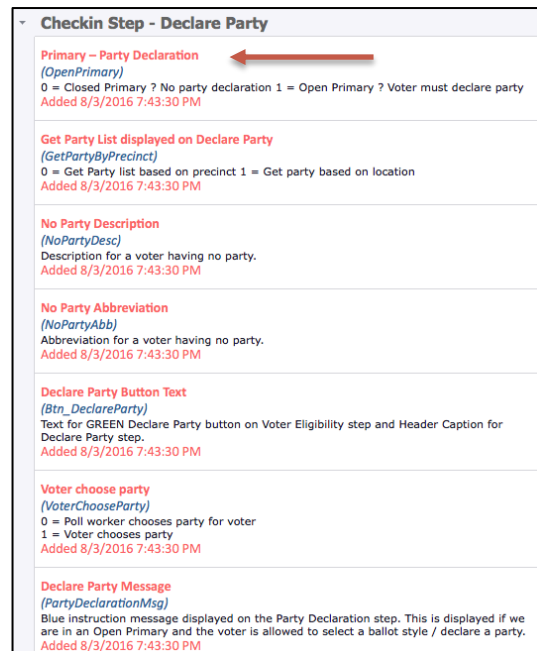 Checkin Step - Declare Party
Primary – Party Declaration
(OpenPrimary)
0 = Closed Primary ? No party declaration 1 = Open Primary ? Voter must declare party
Added 8/3/2016 7:43:30 PM
Get Party List displayed on Declare Party
(GetPartyByPrecinct)
0 = Get Party list based on precinct 1 = Get party based on location
Added 8/3/2016 7:43:30 PM
No Party Description
(NoPartyDesc)
Description for a voter having no party.
Added 8/3/2016 7:43:30 PM
No Party Abbreviation
(NoPartyAbb)
Abbreviation for a voter having no party.
Added 8/3/2016 7:43:30 PM
Declare Party Button Text
(Btn_DeclareParty)
Text for GREEN Declare Party button on Voter Eligibility step and Header Caption for
Declare Party step.
Added 8/3/2016 7:43:30 PM
Voter choose party
(VoterChooseParty)
0 = Poll worker chooses party for voter
1 = Voter chooses party
Added 8/3/2016 7:43:30 PM
Declare Party Message
(PartyDeclarationMsg)
Blue instruction message displayed on the Party Declaration step. This is displayed if we
are in an Open Primary and the voter is allowed to select a ballot style / declare a party.
Added 8/3/2016 7:43:30 PM